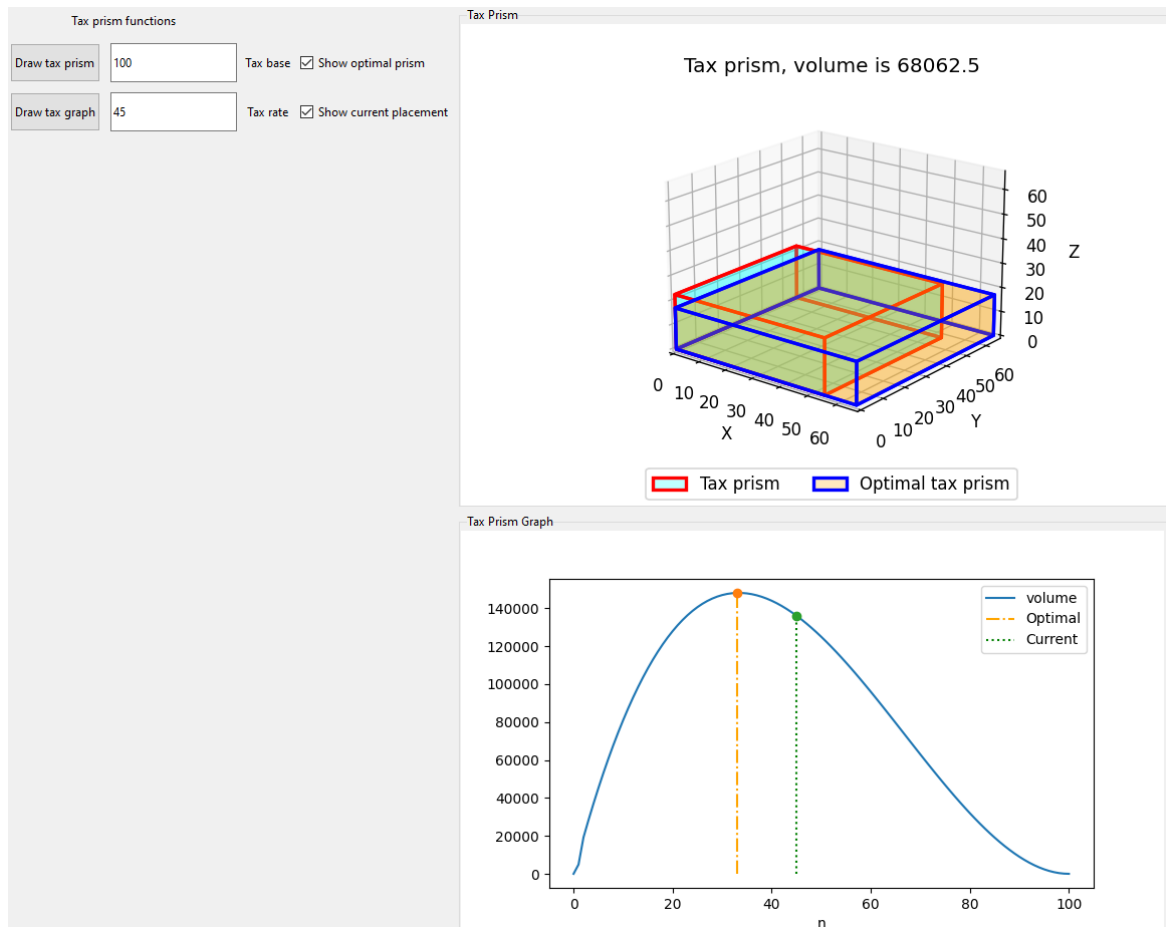 Tax prism functions
Draw tax prism 100 Tax base Show optimal prism
Draw tax graph 45 Tax rate Show current placement
Tax Prism
Tax prism, volume is 68062.5
60
50
40
30
20
10
0
Z
0 10 20 30 40 50 60
X
0 10 20 30 40 50 60
Y
Tax prism Optimal tax prism
Tax Prism Graph
140000
120000
100000
80000
60000
40000
20000
0
volume
Optimal
Current
0 20 40 60 80 100
n